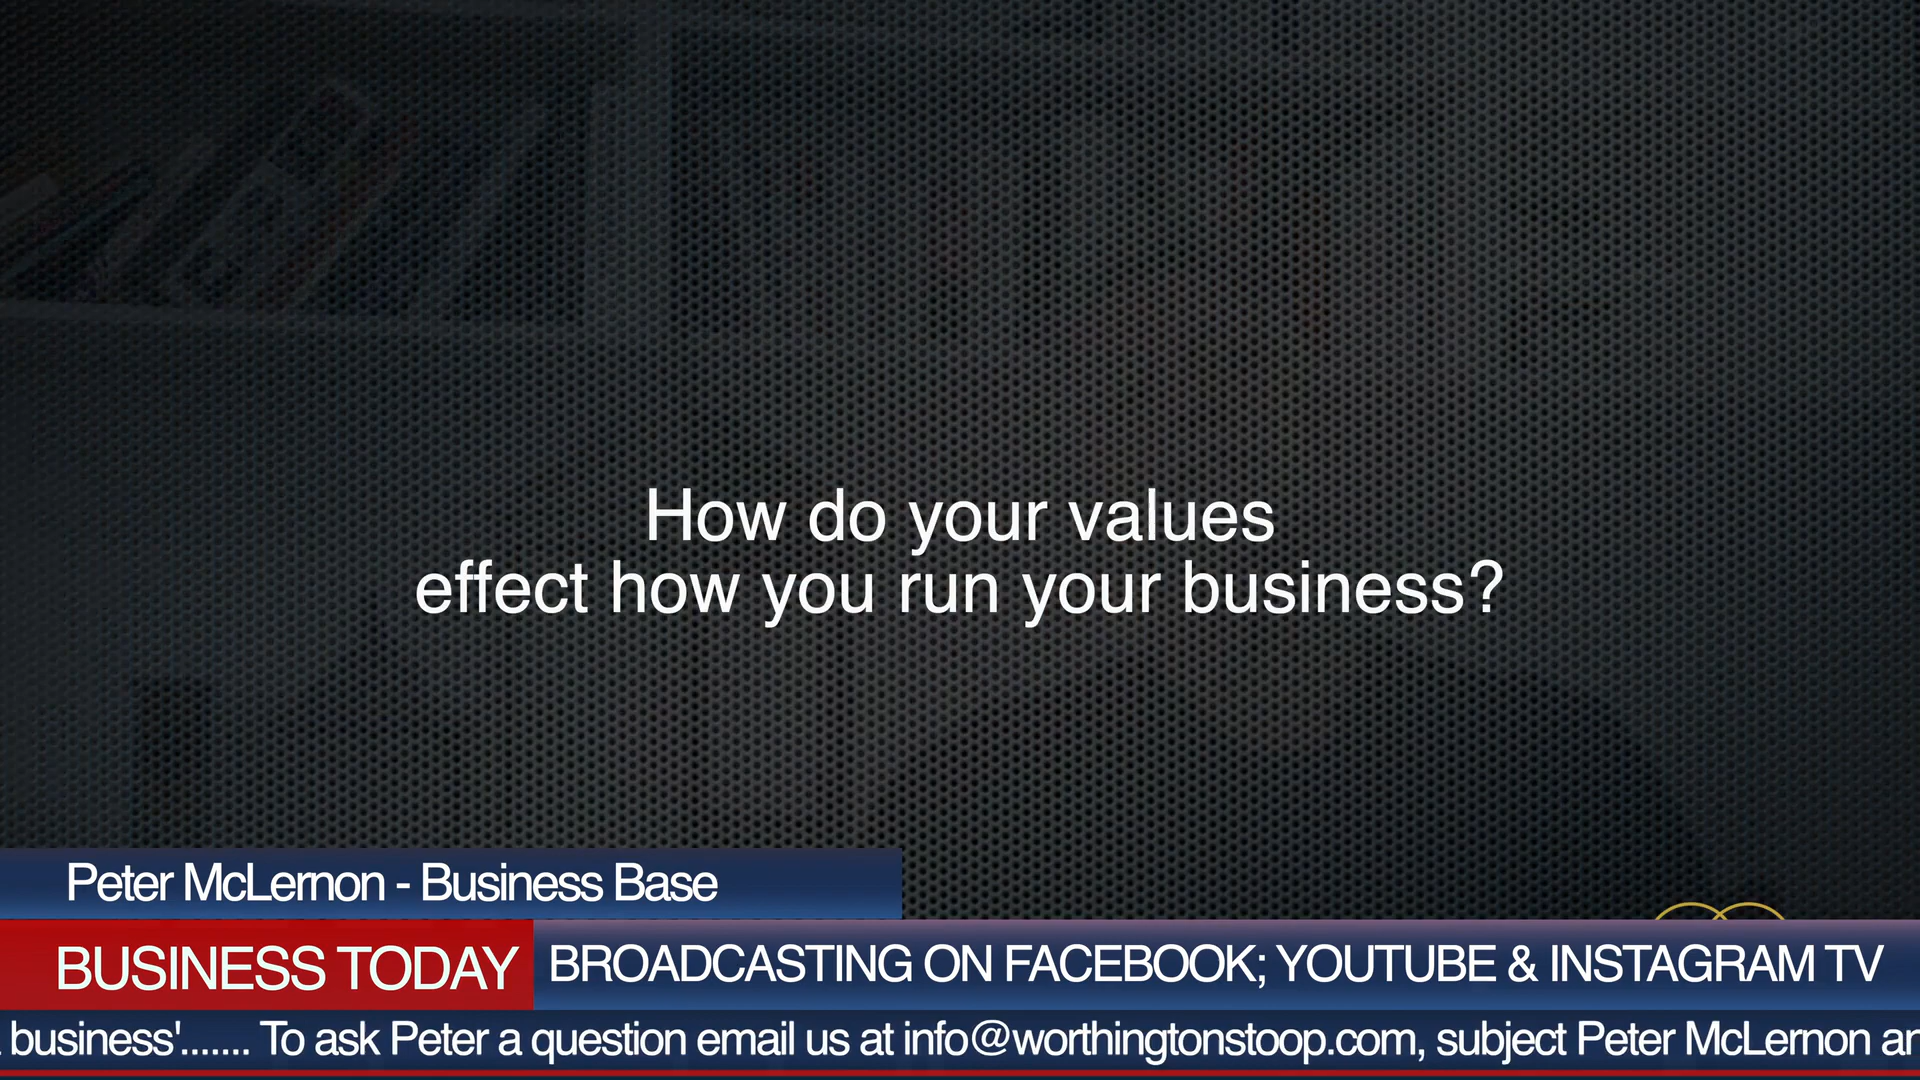 How do your values
effect how you run your business?
Peter McLernon - Business Base
BUSINESS TODAY
BROADCASTING ON FACEBOOK; YOUTUBE & INSTAGRAM TV
business'....... To ask Peter a question email us at info@worthingtonstoop.com, subject Peter McLernon